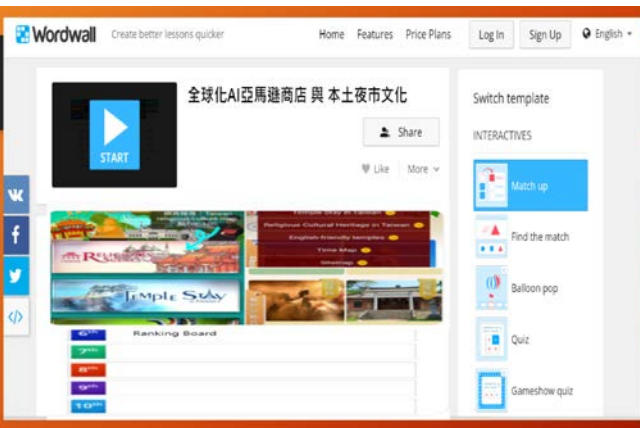 Wordwall Create better lessons quicker Home Features Price Plans Log In Sign Up English
全球化AI亞馬遜商店 與 本土夜市文化
START
Share
Like More
Switch template
INTERACTIVES
Match up
Find the match
Balloon pop
Quiz
Gameshow quiz
Temple Stay in Taiwan
Religious Cultural Heritage in Taiwan
English-friendly temples
Time Map
Sitemap
TEMPLE STAY
6th Ranking Board
7th
8th
9th
10th